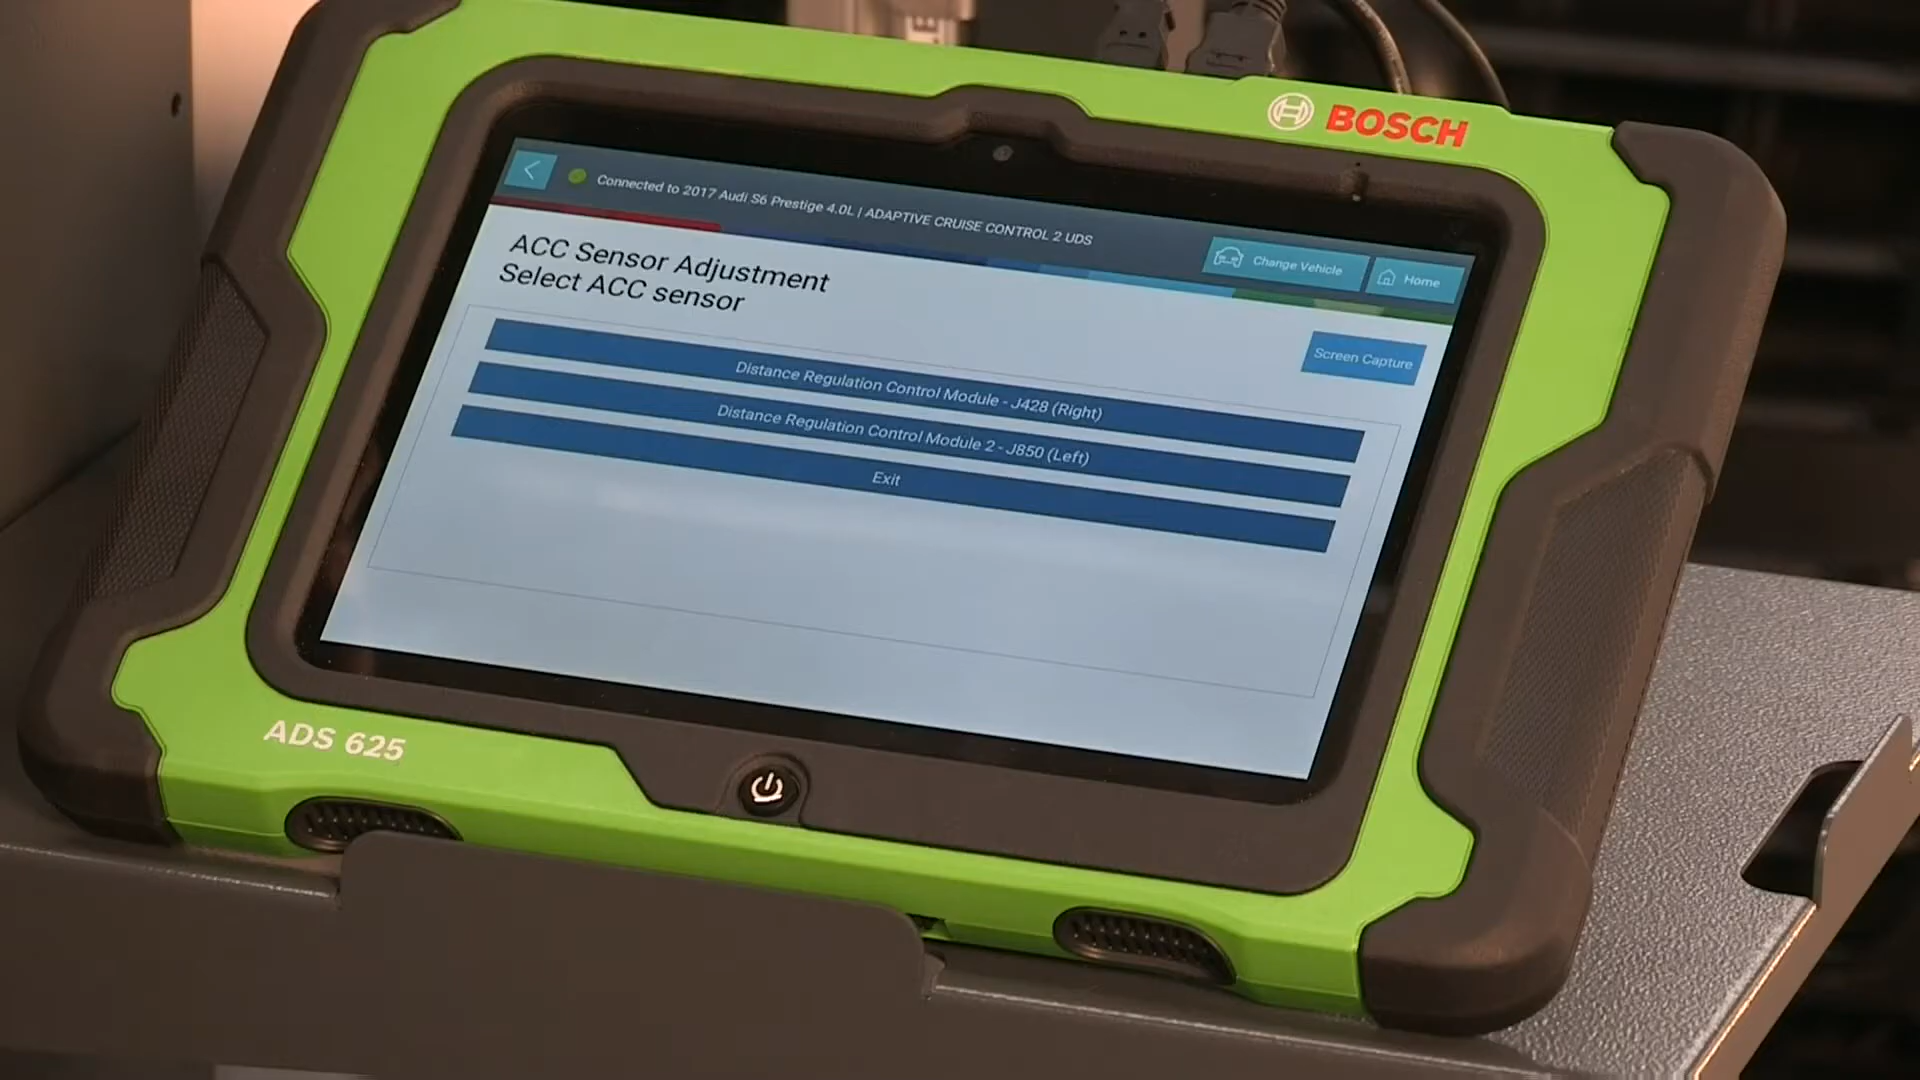 BOSCH
Connected to 2017 Audi S6 Prestige 4.0L | ADAPTIVE CRUISE CONTROL 2 UDS
Change Vehicle
Home
ACC Sensor Adjustment
Select ACC sensor
Screen Capture
Distance Regulation Control Module - J428 (Right)
Distance Regulation Control Module 2 - J850 (Left)
Exit
ADS 625